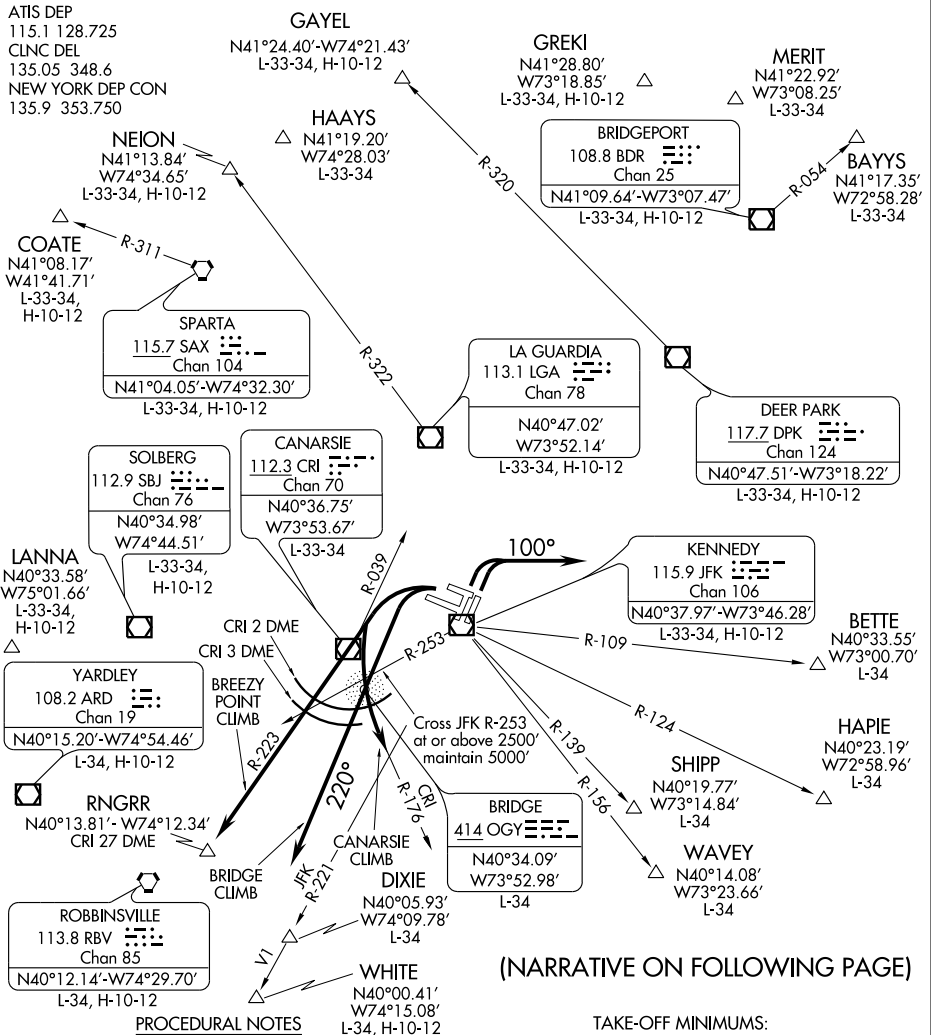 ATIS DEP
115.1 128.725
CLNC DEL
135.05 348.6
NEW YORK DEP CON
135.9 353.750
GAYEL
N41°24.40'-W74°21.43'
L-33-34, H-10-12
GREKI
N41°28.80'
W73°18.85'
L-33-34, H-10-12
MERIT
N41°22.92'
W73°08.25'
L-33-34
HAAYS
N41°19.20'
W74°28.03'
L-33-34
NEION
N41°13.84'
W74°34.65'
L-33-34, H-10-12
BRIDGEPORT
108.8 BDR
Chan 25
N41°09.64'-W73°07.47'
L-33-34, H-10-12
R-054
BAYYS
N41°17.35'
W72°58.28'
L-33-34
R-320
COATE
N41°08.17'
W41°41.71'
L-33-34,
H-10-12
R-311
SPARTA
115.7 SAX
Chan 104
N41°04.05'-W74°32.30'
L-33-34, H-10-12
R-322
LA GUARDIA
113.1 LGA
Chan 78
N40°47.02'
W73°52.14'
L-33-34, H-10-12
DEER PARK
117.7 DPK
Chan 124
N40°47.51'-W73°18.22'
L-33-34, H-10-12
SOLBERG
112.9 SBJ
Chan 76
N40°34.98'
W74°44.51'
L-33-34,
H-10-12
CANARSIE
112.3 CRI
Chan 70
N40°36.75'
W73°53.67'
L-33-34
R-039
100°
KENNEDY
115.9 JFK
Chan 106
N40°37.97'-W73°46.28'
L-33-34, H-10-12
LANNA
N40°33.58'
W75°01.66'
L-33-34,
H-10-12
CRI 2 DME
CRI 3 DME
R-253
R-109
BETTE
N40°33.55'
W73°00.70'
L-34
YARDLEY
108.2 ARD
Chan 19
N40°15.20'-W74°54.46'
L-34, H-10-12
BREEZY
POINT
CLIMB
R-223
Cross JFK R-253
at or above 2500'
maintain 5000'
R-124
R-139
R-156
HAPIE
N40°23.19'
W72°58.96'
L-34
SHIPP
N40°19.77'
W73°14.84'
L-34
RNGRR
N40°13.81'- W74°12.34'
CRI 27 DME
220°
BRIDGE
CLIMB
CANARSIE
CLIMB
CRI
R-176
BRIDGE
414 OGY
N40°34.09'
W73°52.98'
L-34
WAVEY
N40°14.08'
W73°23.66'
L-34
JFK
R-221
DIXIE
N40°05.93'
W74°09.78'
L-34
ROBBINSVILLE
113.8 RBV
Chan 85
N40°12.14'-W74°29.70'
L-34, H-10-12
V1
WHITE
N40°00.41'
W74°15.08'
L-34, H-10-12
(NARRATIVE ON FOLLOWING PAGE)
PROCEDURAL NOTES
TAKE-OFF MINIMUMS: